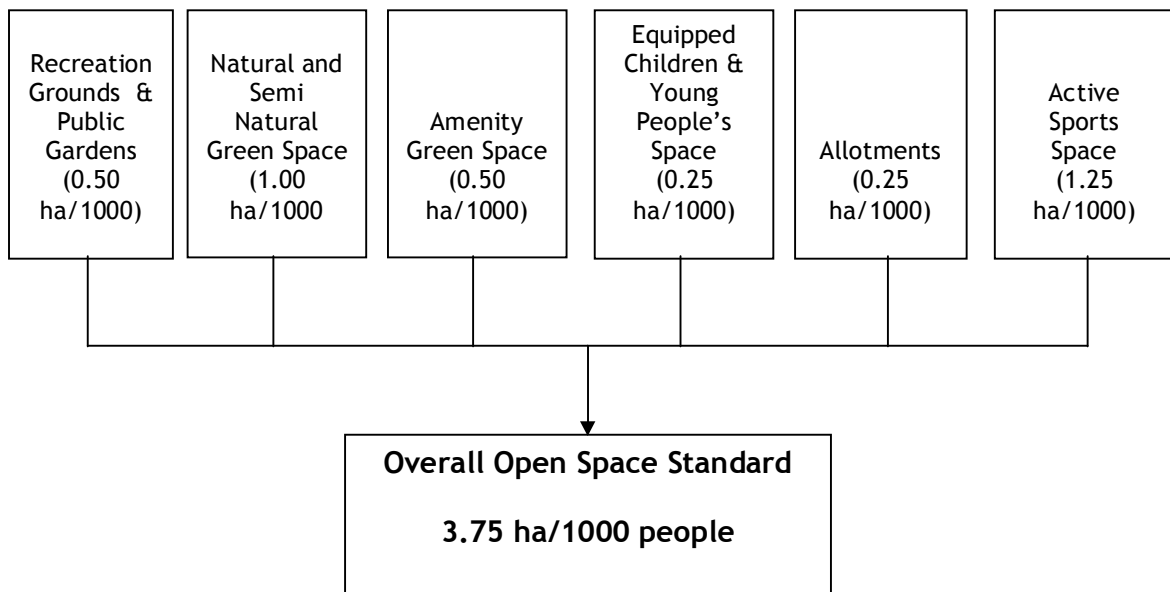 Recreation
Grounds & 
Public
Gardens
(0.50
ha/1000)
Natural and
Semi
Natural
Green Space
(1.00
ha/1000
Amenity
Green Space
(0.50
ha/1000)
Equipped
Children &
Young
People’s
Space
(0.25
ha/1000)
Allotments
(0.25
ha/1000)
Active
Sports
Space
(1.25
ha/1000)
Overall Open Space Standard
3.75 ha/1000 people